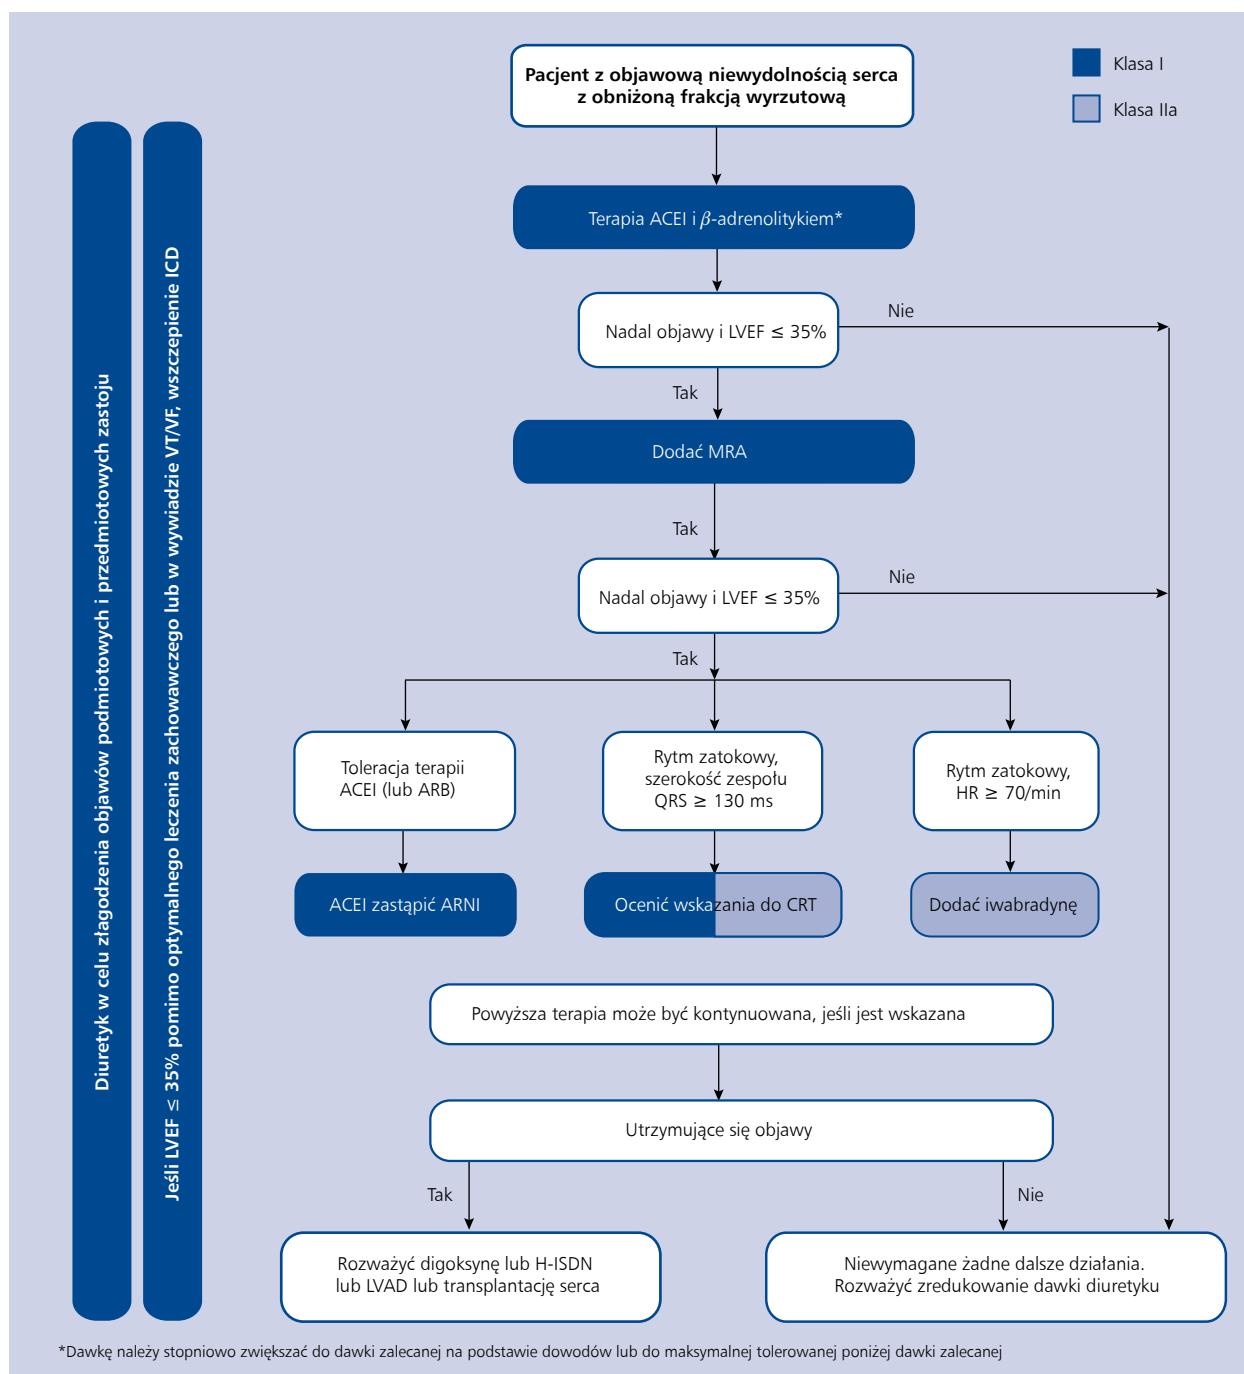 Pacjent z objawową niewydolnością serca
z obniżoną frakcją wyrzutową
Klasa I
Klasa IIa
Diuretyk w celu złagodzenia objawów podmiotowych i przedmiotowych zastoju
Jeśli LVEF ≤ 35% pomimo optymalnego leczenia zachowawczego lub w wywiadzie VT/VF, wszczepienie ICD
Terapia ACEI i β-adrenolitykiem*
Nadal objawy i LVEF ≤ 35%
Nie
Tak
Dodać MRA
Tak
Nadal objawy i LVEF ≤ 35%
Nie
Tak
Toleracja terapii
ACEI (lub ARB)
Rytm zatokowy,
szerokość zespołu
QRS ≥ 130 ms
Rytm zatokowy,
HR ≥ 70/min
ACEI zastąpić ARNI
Ocenić wskazania do CRT
Dodać iwabradynę
Powyższa terapia może być kontynuowana, jeśli jest wskazana
Utrzymujące się objawy
Tak
Nie
Rozważyć digoksynę lub H-ISDN
lub LVAD lub transplantację serca
Niewymagane żadne dalsze działania.
Rozważyć zredukowanie dawki diuretyku
*Dawkę należy stopniowo zwiększać do dawki zalecanej na podstawie dowodów lub do maksymalnej tolerowanej poniżej dawki zalecanej